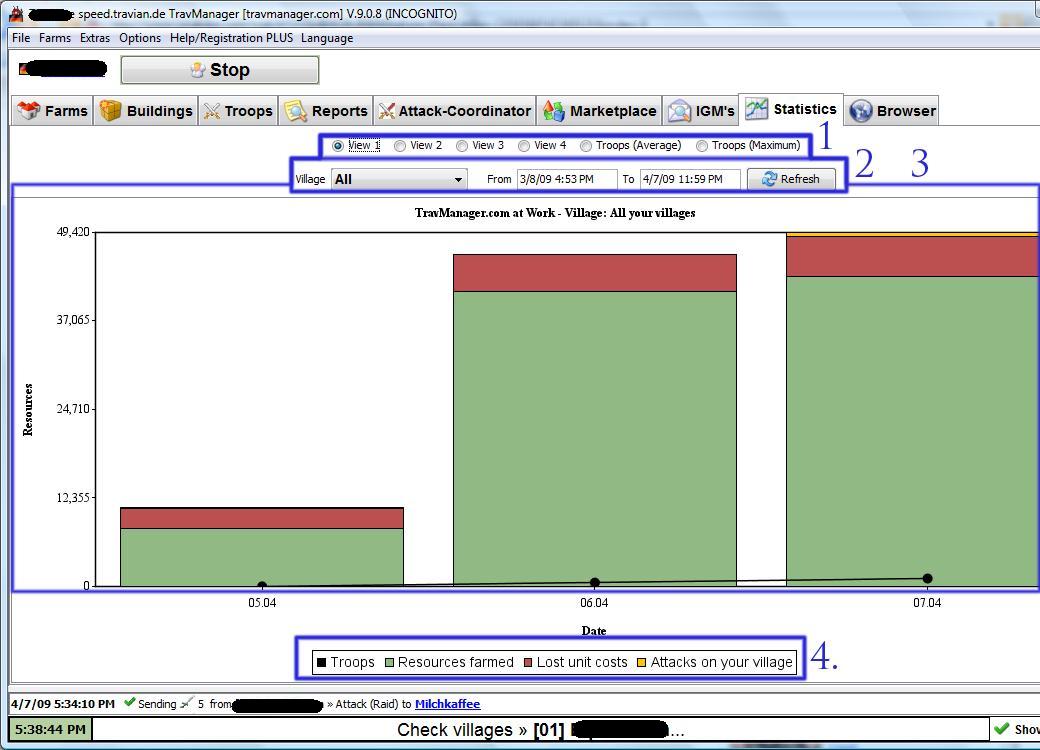 speed.travian.de TravManager [travmanager.com] V.9.0.8 (INCOGNITO)
File Farms Extras Options Help/Registration PLUS Language
Stop
Farms Buildings Troops Reports Attack-Coordinator Marketplace IGM's Statistics Browser
View 1 View 2 View 3 View 4 Troops (Average) Troops (Maximum) 1
Village All From 3/8/09 4:53 PM To 4/7/09 11:59 PM Refresh 2 3
TravManager.com at Work - Village: All your villages
49,420
37,065
24,710
12,355
0
Resources
05.04 06.04 07.04
Date
Troops Resources farmed Lost unit costs Attacks on your village 4.
4/7/09 5:34:10 PM Sending 5 from » Attack (Raid) to Milchkaffee
5:38:44 PM Check villages » [01] ... Shov